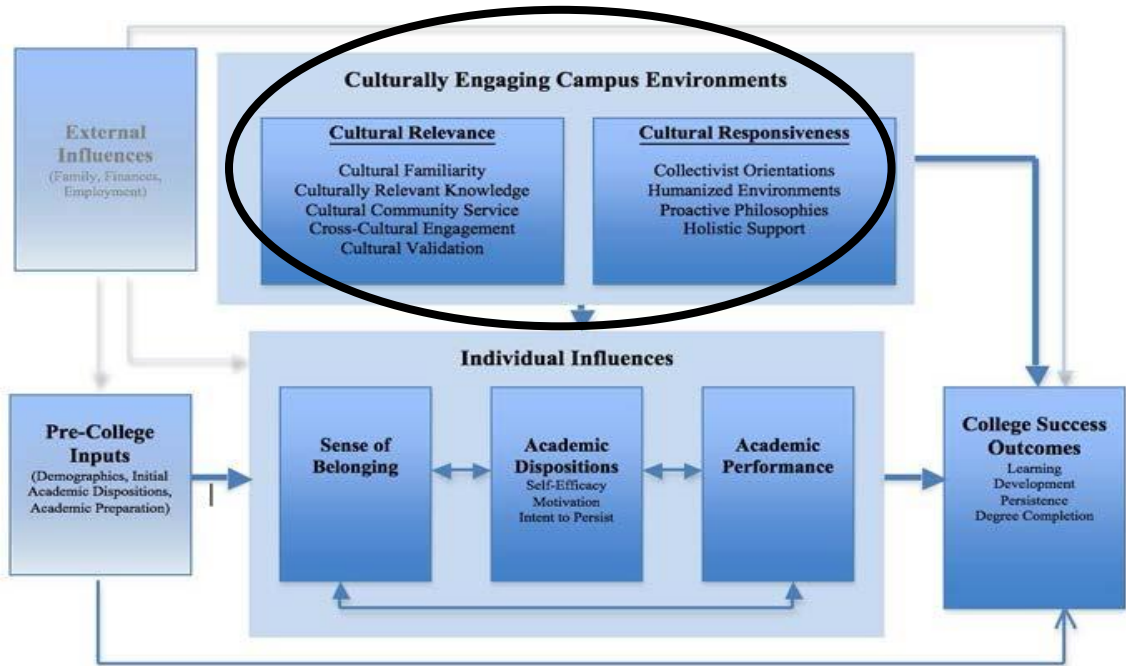 Culturally Engaging Campus Environments
External
Influences
(Family, Finances,
Employment)
Cultural Relevance
Cultural Familiarity
Culturally Relevant Knowledge
Cultural Community Service
Cross-Cultural Engagement
Cultural Validation
Cultural Responsiveness
Collectivist Orientations
Humanized Environments
Proactive Philosophies
Holistic Support
Individual Influences
Pre-College
Inputs
(Demographics, Initial
Academic Dispositions,
Academic Preparation)
Sense of
Belonging
Academic
Dispositions
Self-Efficacy
Motivation
Intent to Persist
Academic
Performance
College Success
Outcomes
Learning
Development
Persistence
Degree Completion